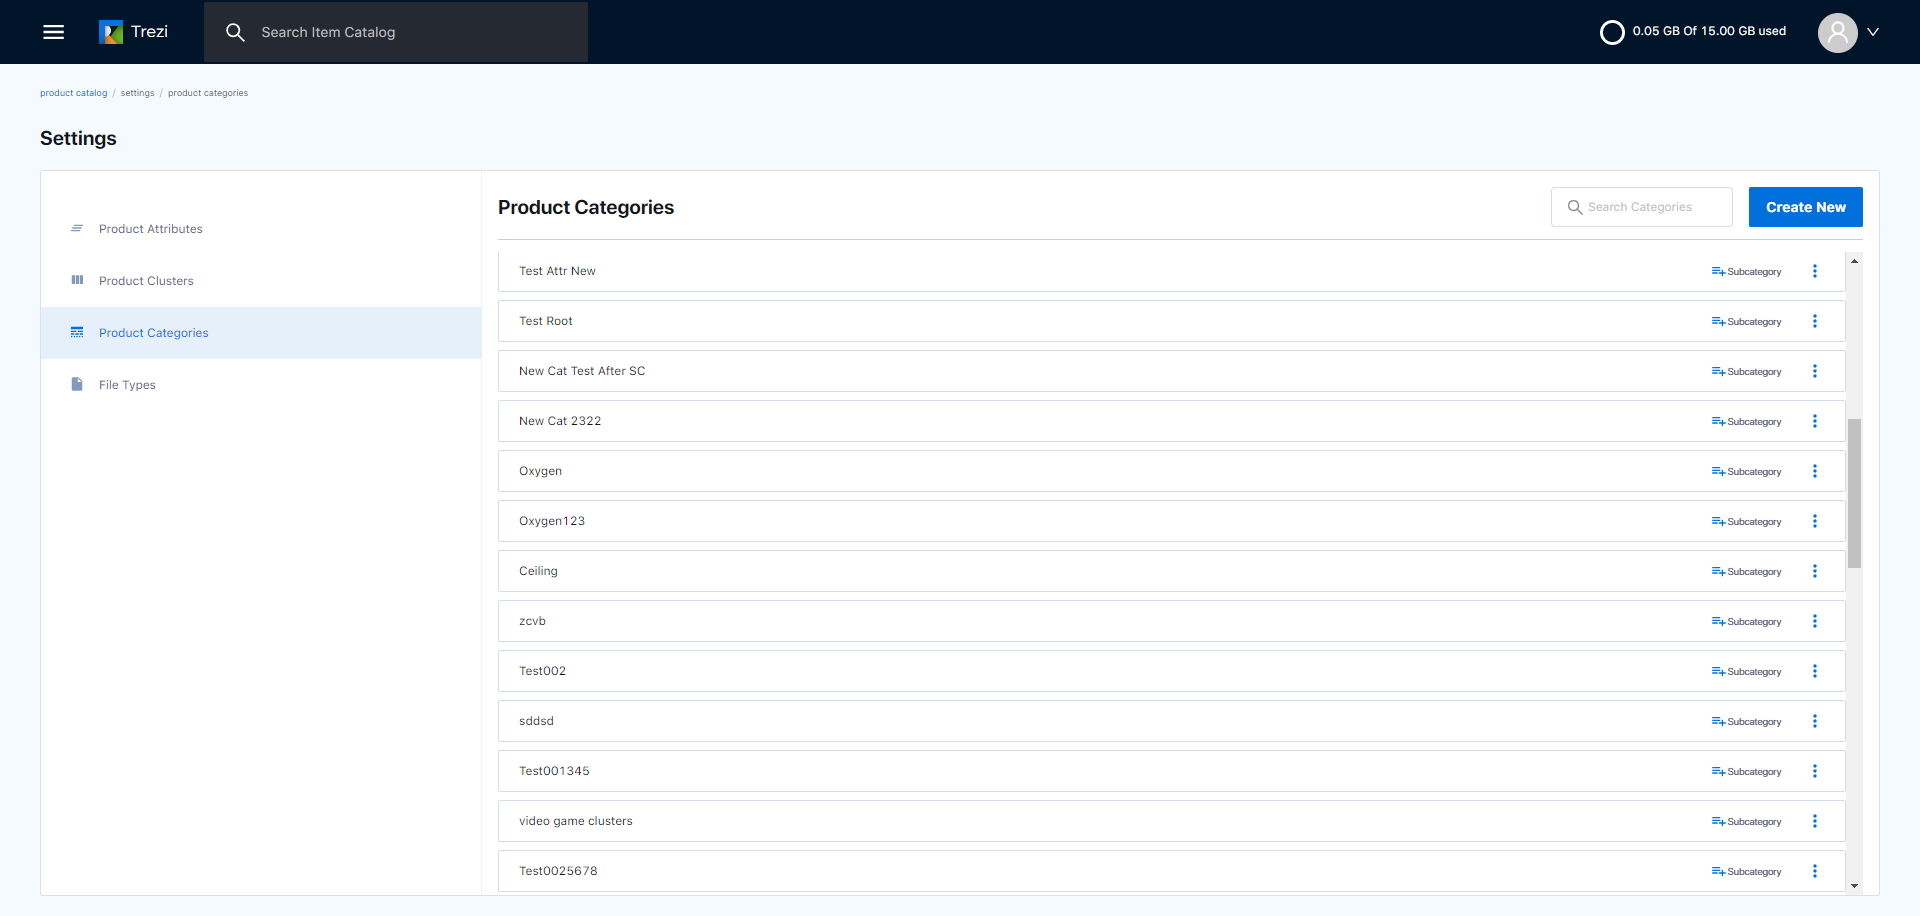 Trezi
Search Item Catalog
0.05 GB Of 15.00 GB used
product catalog / settings / product categories
Settings
Product Attributes
Product Clusters
Product Categories
File Types
Product Categories
Search Categories
Create New
Test Attr New
Subcategory
Test Root
Subcategory
New Cat Test After SC
Subcategory
New Cat 2322
Subcategory
Oxygen
Subcategory
Oxygen123
Subcategory
Ceiling
Subcategory
zcvb
Subcategory
Test002
Subcategory
sddsd
Subcategory
Test001345
Subcategory
video game clusters
Subcategory
Test0025678
Subcategory